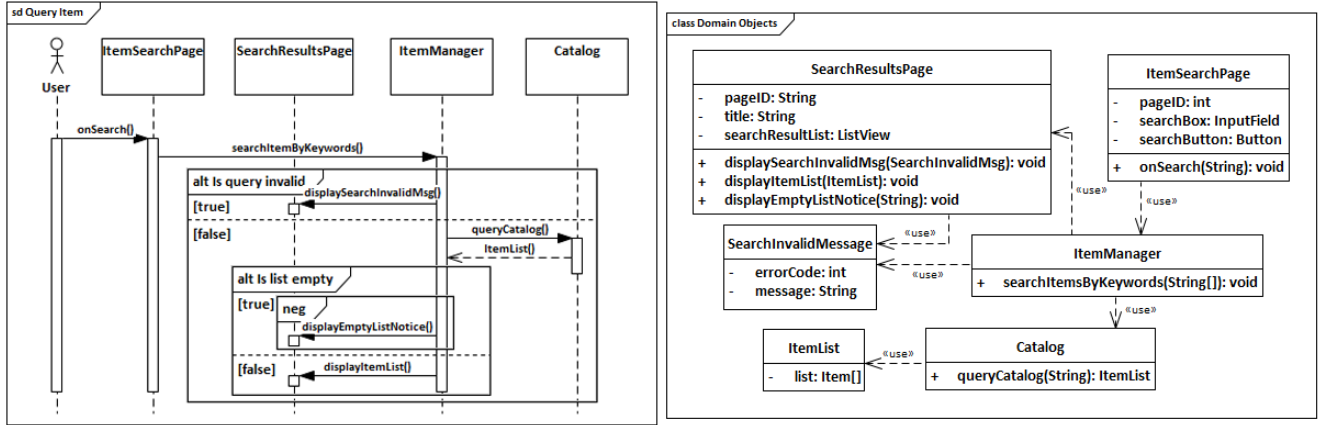 sd Query Item
User
ItemSearchPage
SearchResultsPage
ItemManager
Catalog
onSearch()
searchItemByKeywords()
alt Is query invalid
displaySearchInvalidMsg()
[true]
[false]
queryCatalog()
ItemList()
alt Is list empty
[true]
neg
displayEmptyListNotice()
[false]
displayItemList()
class Domain Objects
SearchResultsPage
- pageID: String
- title: String
- searchResultList: ListView
+ displaySearchInvalidMsg(SearchInvalidMsg): void
+ displayItemList(ItemList): void
+ displayEmptyListNotice(String): void
ItemSearchPage
- pageID: int
- searchBox: InputField
- searchButton: Button
+ onSearch(String): void
«use»
«use»
«use»
SearchInvalidMessage
- errorCode: int
- message: String
«use»
ItemManager
+ searchItemsByKeywords(String[]): void
«use»
ItemList
- list: Item[]
«use»
Catalog
+ queryCatalog(String): ItemList